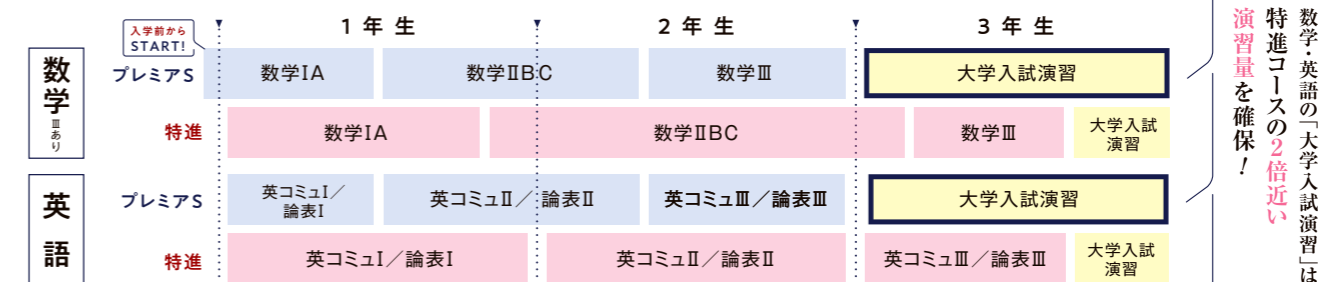 入学前から
START!
1年生
2年生
3年生
数学
Ⅲあり
プレミアS
数学ⅠA
数学ⅡBC
数学Ⅲ
大学入試演習
特進
数学ⅠA
数学ⅡBC
数学Ⅲ
大学入試
演習
英語
プレミアS
英コミュⅠ／
論表Ⅰ
英コミュⅡ／論表Ⅱ
英コミュⅢ／論表Ⅲ
大学入試演習
特進
英コミュⅠ／論表Ⅰ
英コミュⅡ／論表Ⅱ
英コミュⅢ／論表Ⅲ
大学入試
演習
数学・英語の「大学入試演習」は
特進コースの2倍近い
演習量を確保！